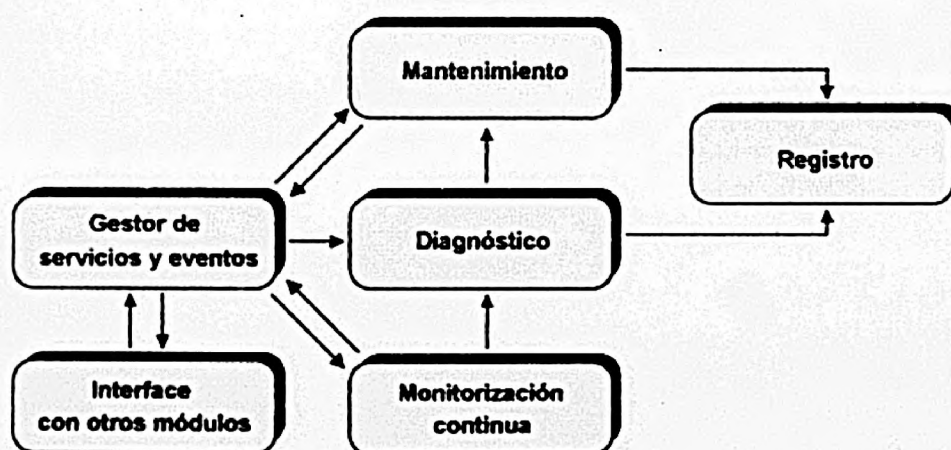 Mantenimiento
Registro
Gestor de
servicios y eventos
Diagnóstico
Interface
con otros módulos
Monitorización
continua